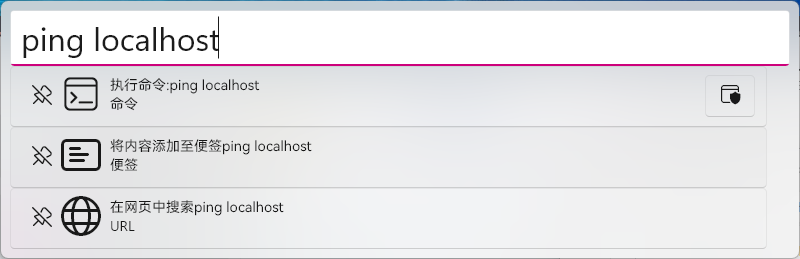 ping localhost
执行命令:ping localhost
命令
将内容添加至便签ping localhost
便签
在网页中搜索ping localhost
URL